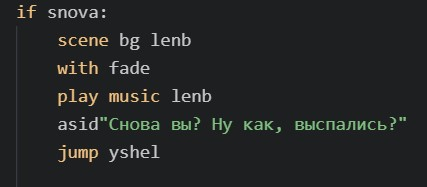 if snova:
    scene bg lenb
    with fade
    play music lenb
    asid"Снова вы? Ну как, выспались?"
    jump yshel